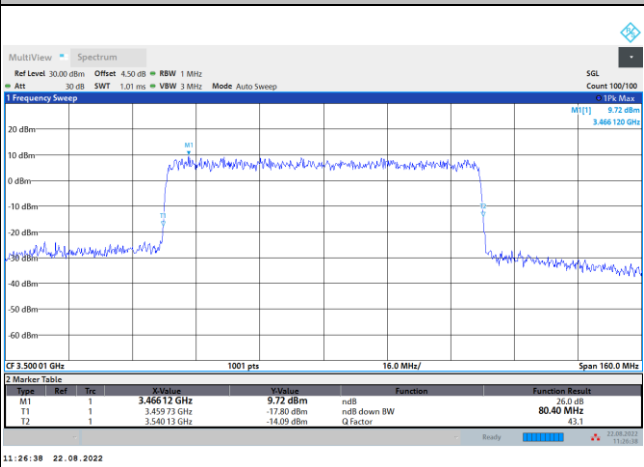 MultiView Spectrum
Ref Level 30.00 dBm Offset 4.50 dB RBW 1 MHz SGL
Att 30 dB SWT 1.01 ms VBW 3 MHz Mode Auto Sweep Count 100/100
1 Frequency Sweep 1Pk Max
M1[1] 9.72 dBm
3.466 120 GHz
20 dBm
M1
10 dBm
0 dBm
-10 dBm
T1 T2
-20 dBm
-30 dBm
-40 dBm
-50 dBm
-60 dBm
CF 3.500 01 GHz 1001 pts 16.0 MHz/ Span 160.0 MHz
2 Marker Table
Type Ref Trc X-Value Y-Value Function Function Result
M1 1 3.466 12 GHz 9.72 dBm ndB 26.0 dB
T1 1 3.459 73 GHz -17.80 dBm ndB down BW 80.40 MHz
T2 1 3.540 13 GHz -14.09 dBm Q Factor 43.1
Ready 22.08.2022
11:26:38
11:26:38 22.08.2022